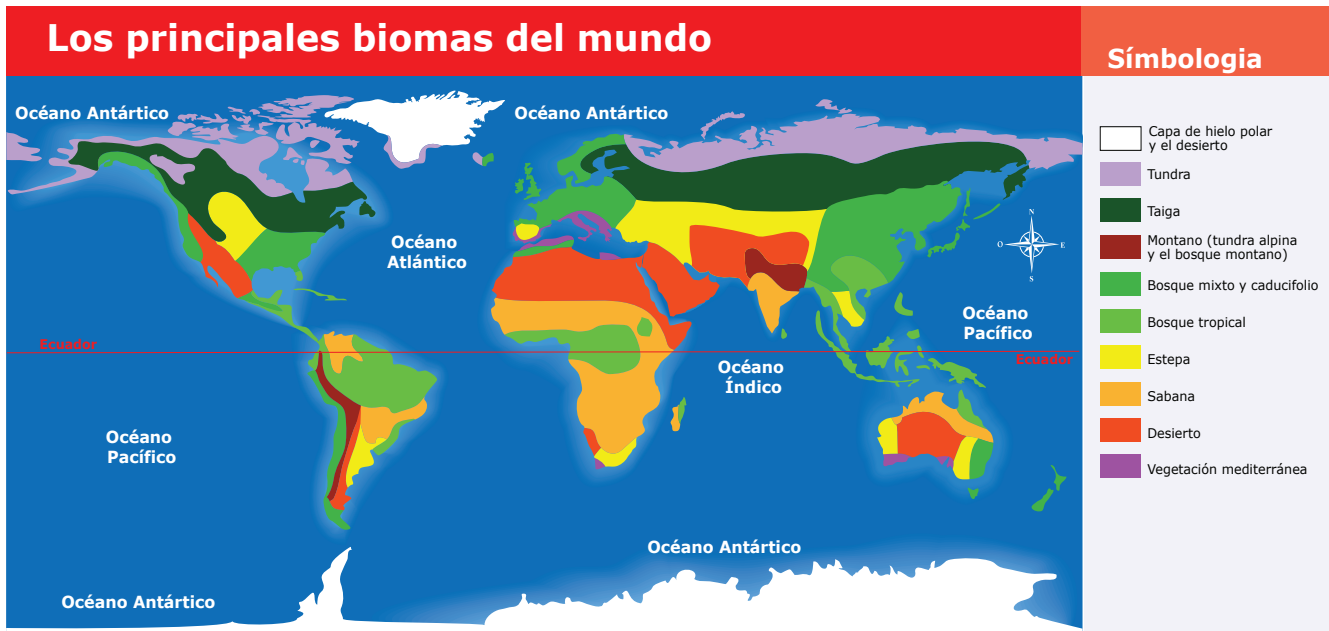 Los principales biomas del mundo
Símbologia
Océano Antártico
Océano Antártico
Capa de hielo polar
y el desierto
Tundra
Taiga
Montano (tundra alpina
y el bosque montano)
Bosque mixto y caducifolio
Bosque tropical
Estepa
Sabana
Desierto
Vegetación mediterránea
N
O
E
S
Océano
Atlántico
Océano
Pacífico
Ecuador
Ecuador
Océano
Índico
Océano
Pacífico
Océano Antártico
Océano Antártico